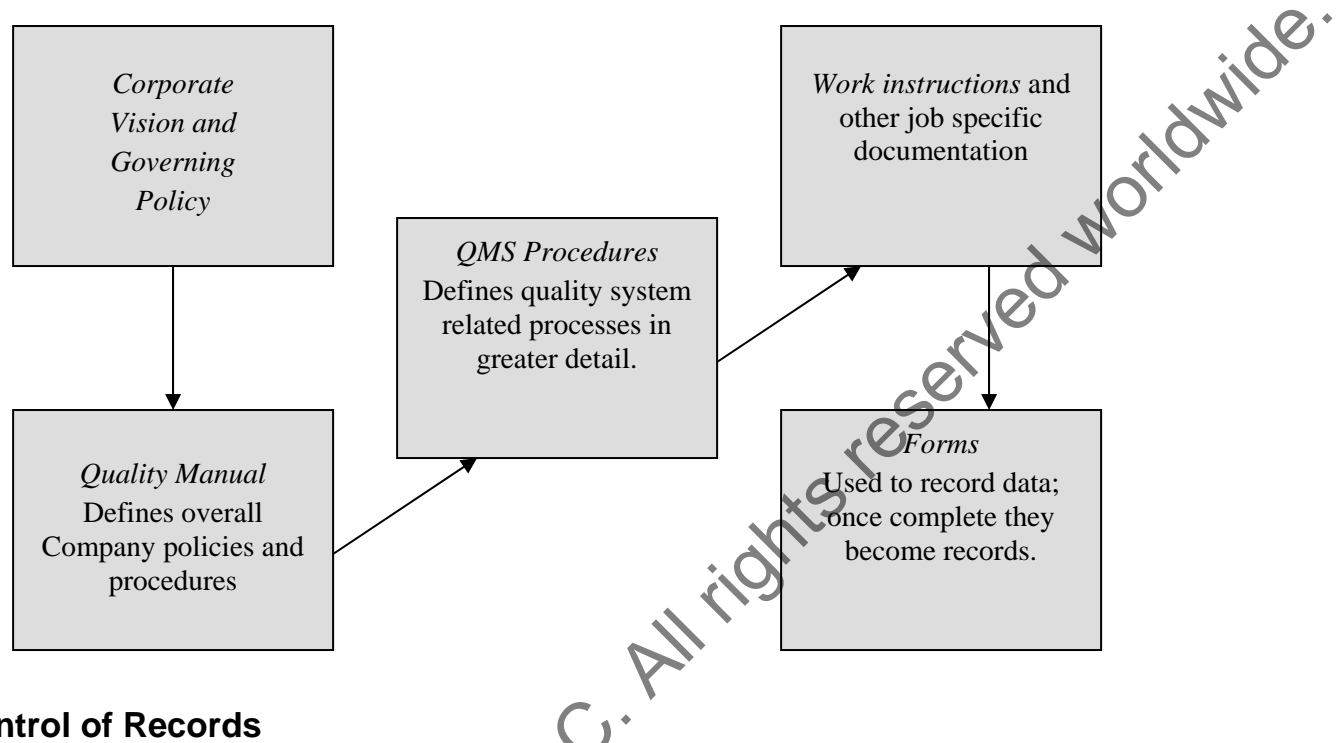 Corporate
Vision and
Governing
Policy
Quality Manual
Defines overall
Company policies and
procedures
QMS Procedures
Defines quality system
related processes in
greater detail.
Work instructions and
other job specific
documentation
Forms
Used to record data;
once complete they
become records.
ntrol of Records
C. All rights reserved worldwide.